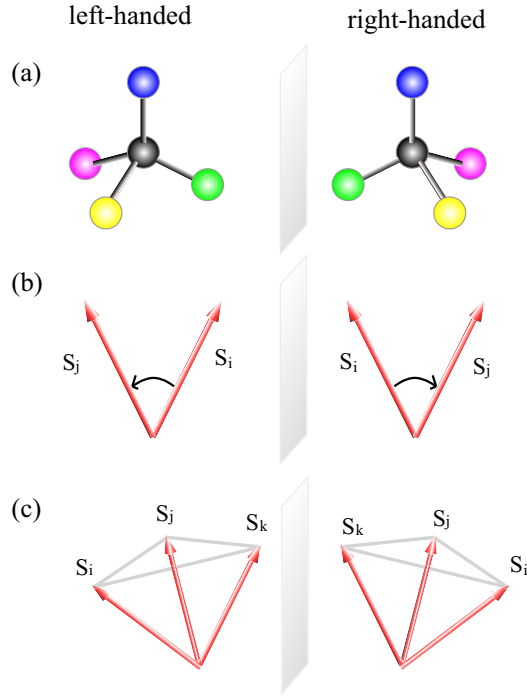 left-handed
right-handed
(a)
(b)
Sj
Si
Si
Sj
(c)
Sj
Sk
Si
Sk
Sj
Si